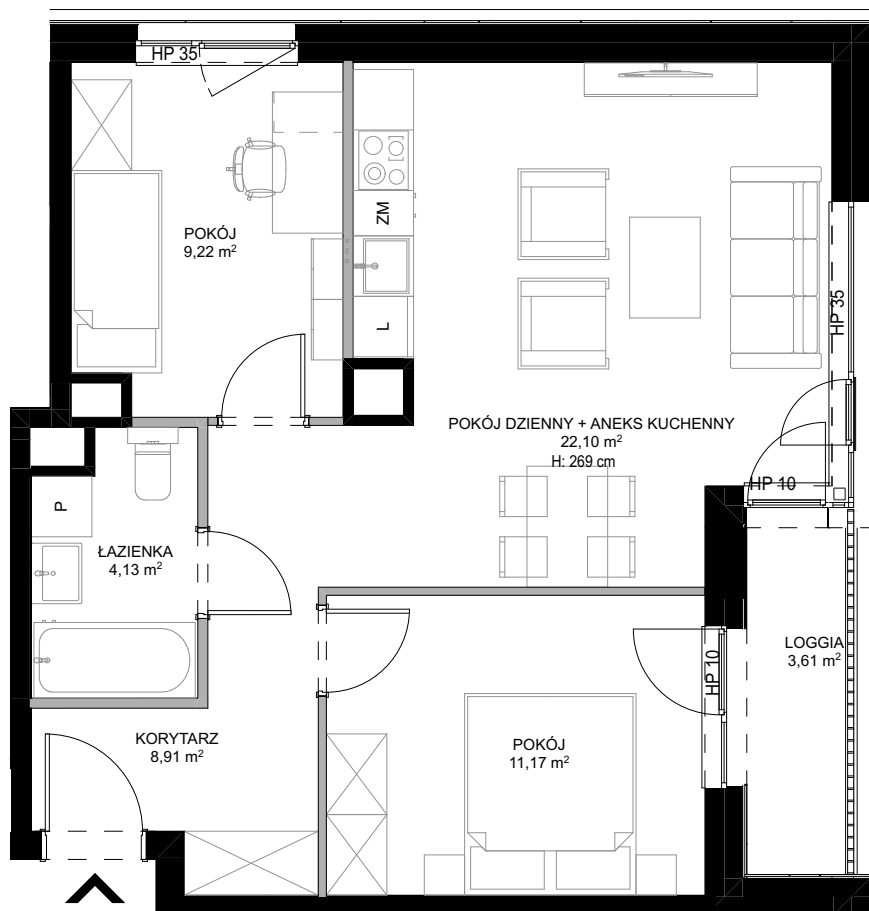 HP 35
POKÓJ
9,22 m²
ZM
L
HP 35
POKÓJ DZIENNY + ANEKS KUCHENNY
22,10 m²
H: 269 cm
HP 10
P
ŁAZIENKA
4,13 m²
LOGGIA
3,61 m²
HP 10
KORYTARZ
8,91 m²
POKÓJ
11,17 m²